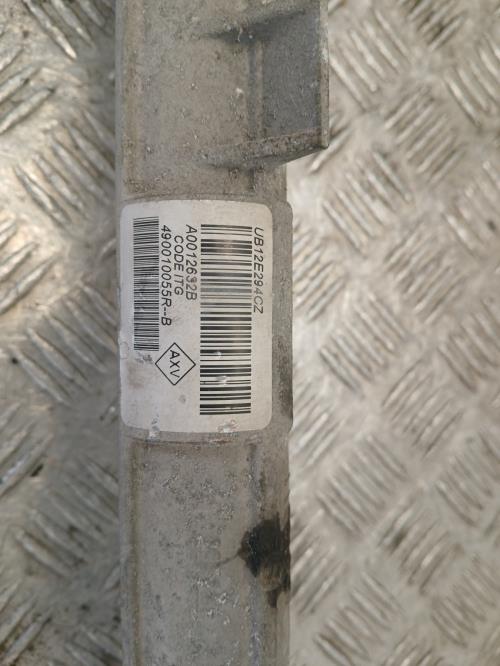 UB12E294CZ
A0012632B
CODE ITG
490010055R--B
AXV